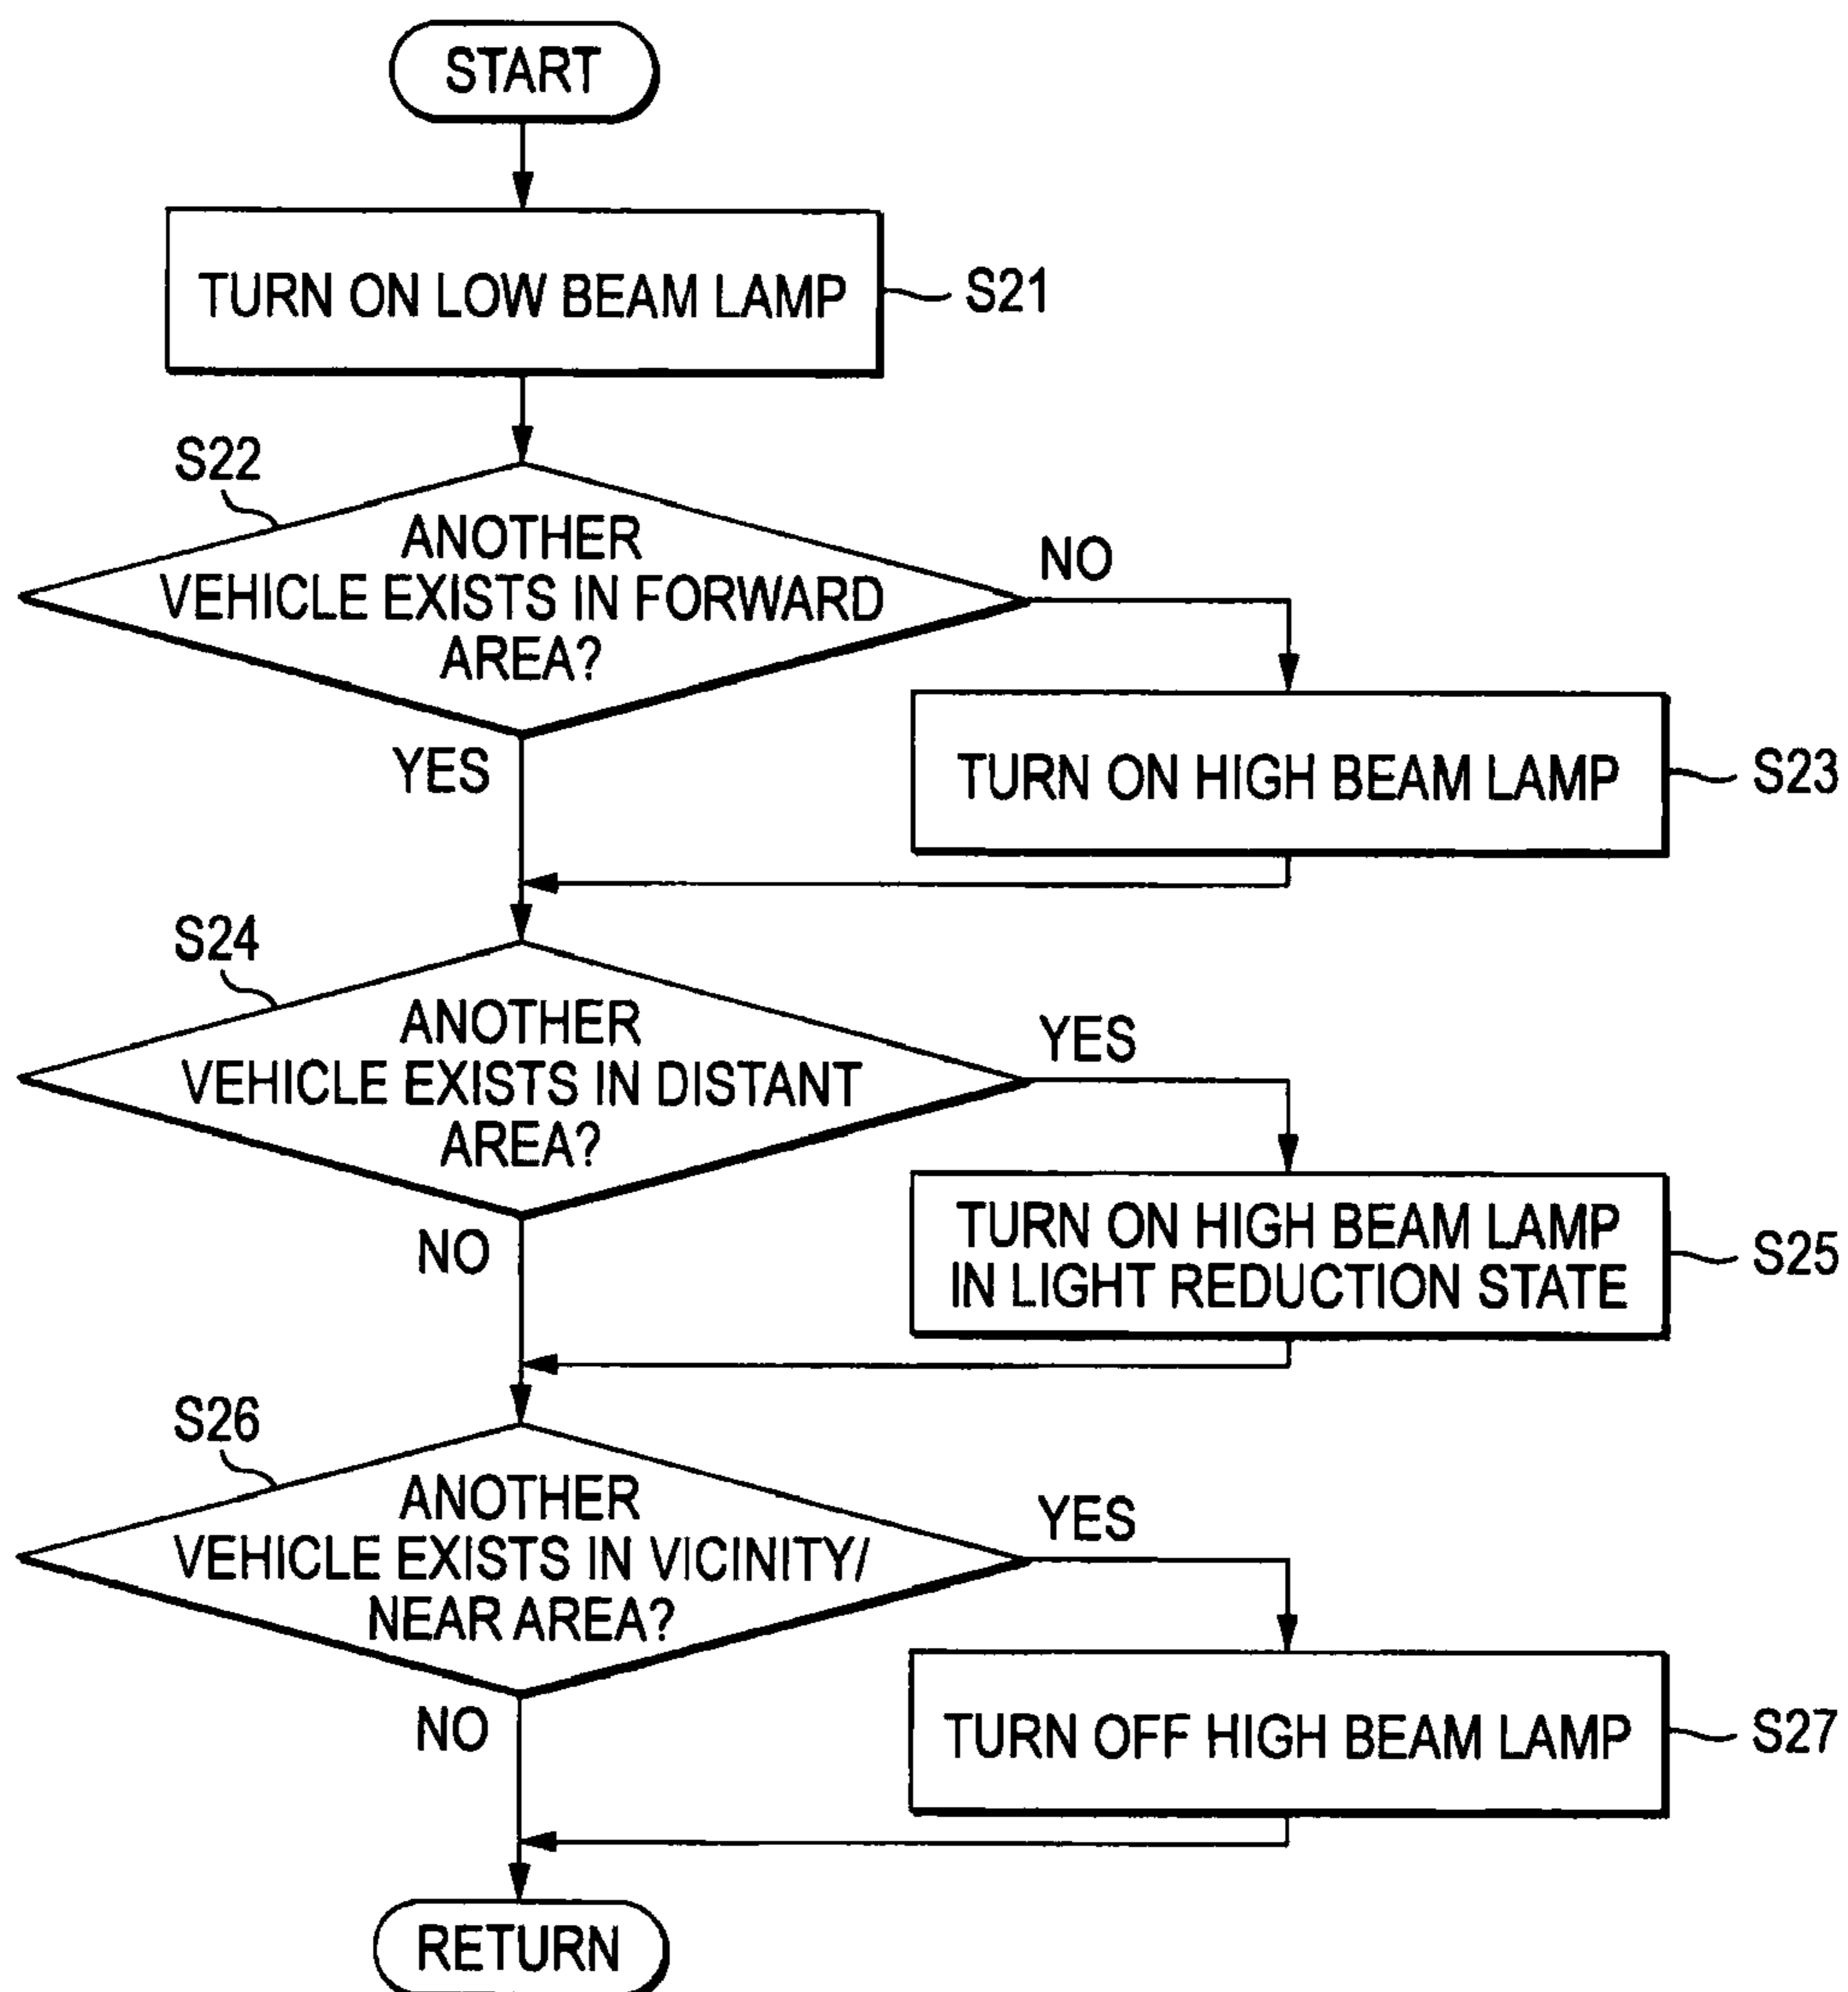 START
TURN ON LOW BEAM LAMP
S21
S22
ANOTHER
VEHICLE EXISTS IN FORWARD
AREA?
NO
YES
TURN ON HIGH BEAM LAMP
S23
S24
ANOTHER
VEHICLE EXISTS IN DISTANT
AREA?
YES
NO
TURN ON HIGH BEAM LAMP
IN LIGHT REDUCTION STATE
S25
S26
ANOTHER
VEHICLE EXISTS IN VICINITY/
NEAR AREA?
YES
NO
TURN OFF HIGH BEAM LAMP
S27
RETURN